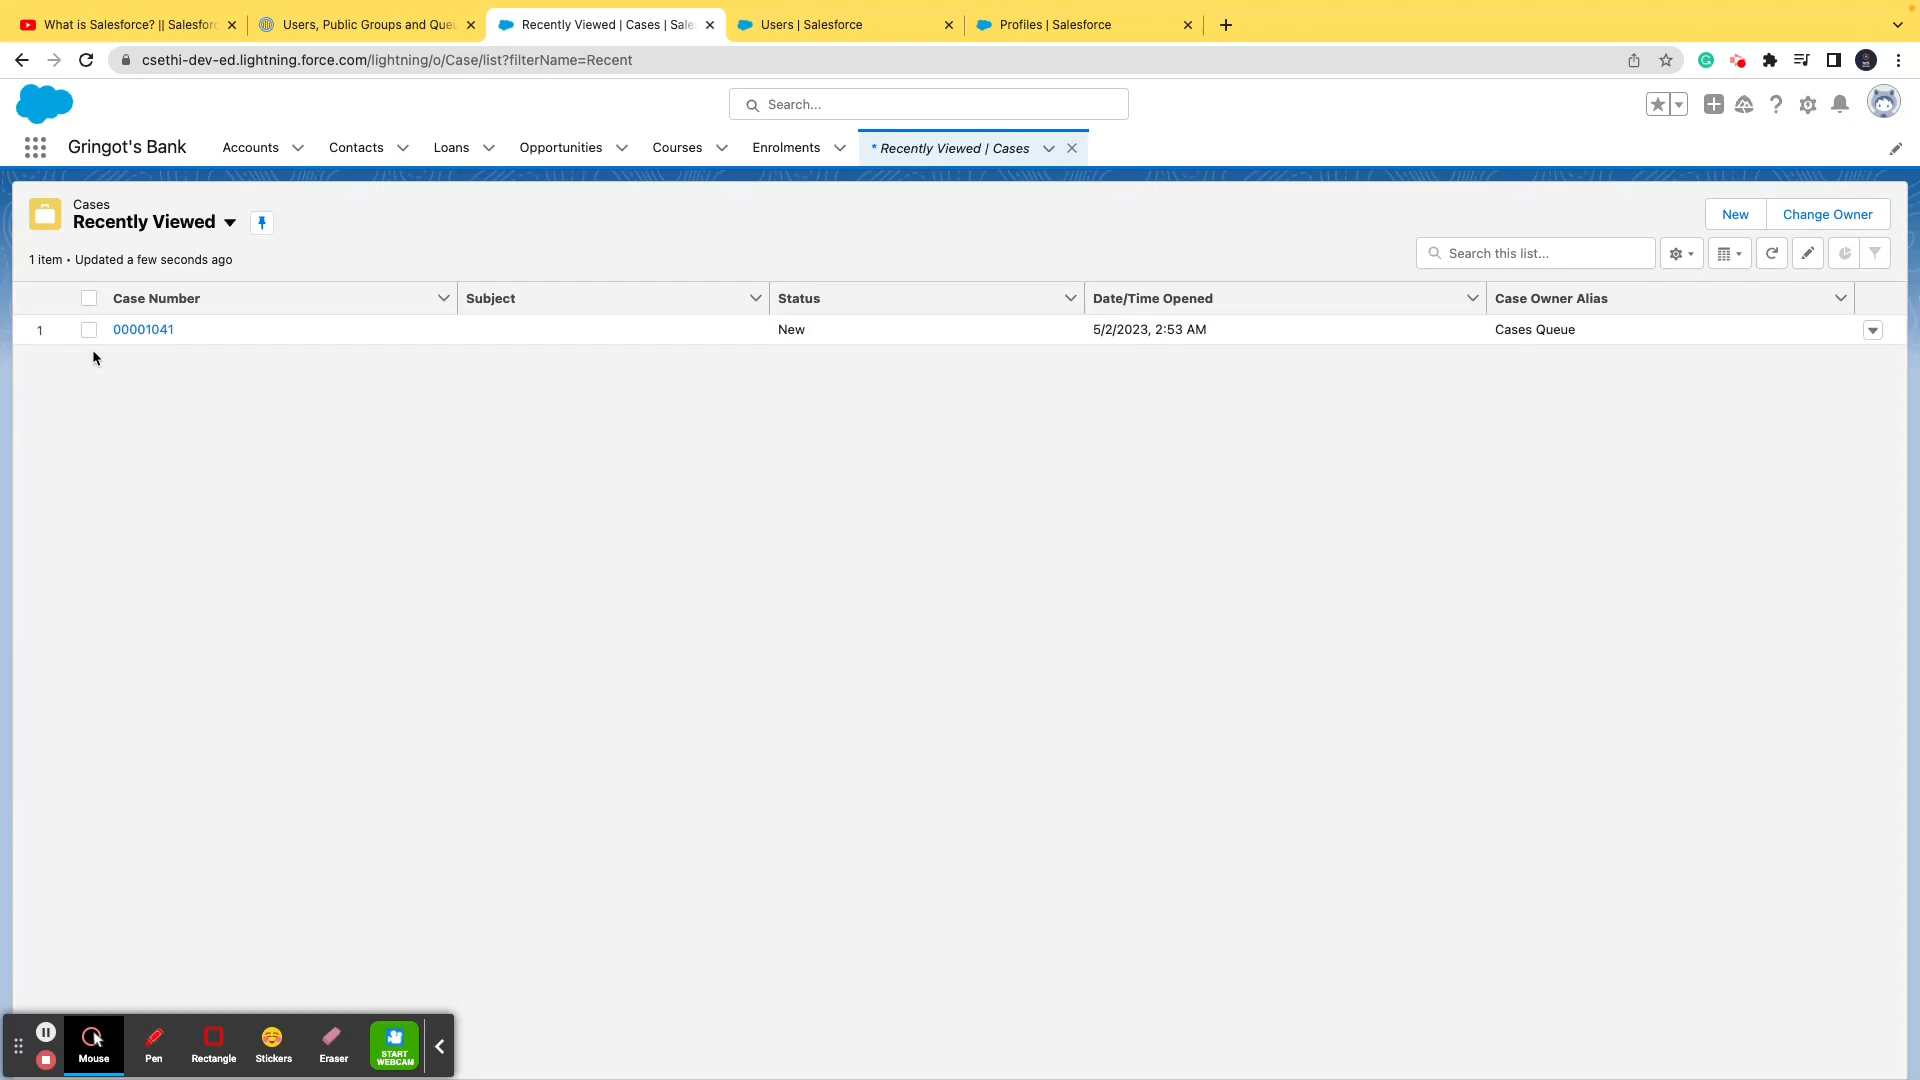 What is Salesforce? || Salesforc
Users, Public Groups and Que
Recently Viewed | Cases | Sale
Users | Salesforce
Profiles | Salesforce
csethi-dev-ed.lightning.force.com/lightning/o/Case/list?filterName=Recent
Search...
Gringot's Bank
Accounts
Contacts
Loans
Opportunities
Courses
Enrolments
* Recently Viewed | Cases
Cases
Recently Viewed
New
Change Owner
1 item • Updated a few seconds ago
Search this list...
Case Number
Subject
Status
Date/Time Opened
Case Owner Alias
1
00001041
New
5/2/2023, 2:53 AM
Cases Queue
Mouse
Pen
Rectangle
Stickers
Eraser
START
WEBCAM